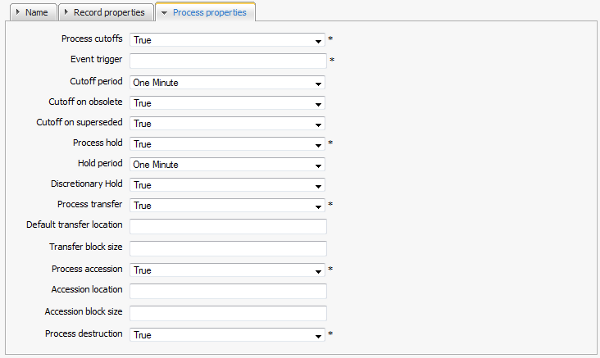 Name Record properties Process properties
Process cutoffs True *
Event trigger *
Cutoff period One Minute
Cutoff on obsolete True
Cutoff on superseded True
Process hold True *
Hold period One Minute
Discretionary Hold True
Process transfer True *
Default transfer location
Transfer block size
Process accession True *
Accession location
Accession block size
Process destruction True *